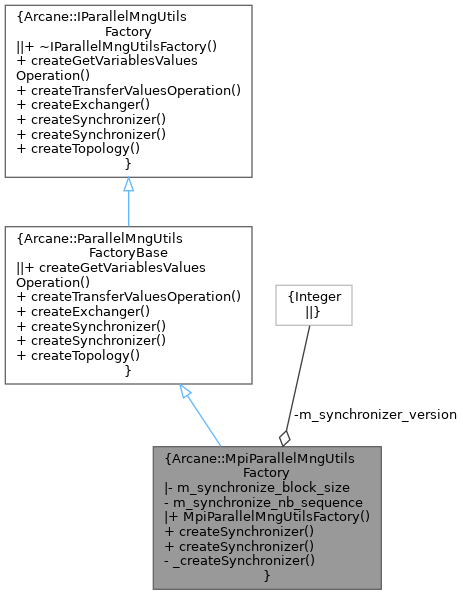 {Arcane::IParallelMngUtils
Factory
||+ ~IParallelMngUtilsFactory()
+ createGetVariablesValues
Operation()
+ createTransferValuesOperation()
+ createExchanger()
+ createSynchronizer()
+ createSynchronizer()
+ createTopology()
}
{Arcane::ParallelMngUtils
FactoryBase
||+ createGetVariablesValues
Operation()
+ createTransferValuesOperation()
+ createExchanger()
+ createSynchronizer()
+ createSynchronizer()
+ createTopology()
}
{Integer
||}
-m_synchronizer_version
{Arcane::MpiParallelMngUtils
Factory
|- m_synchronize_block_size
- m_synchronize_nb_sequence
|+ MpiParallelMngUtilsFactory()
+ createSynchronizer()
+ createSynchronizer()
- _createSynchronizer()
}